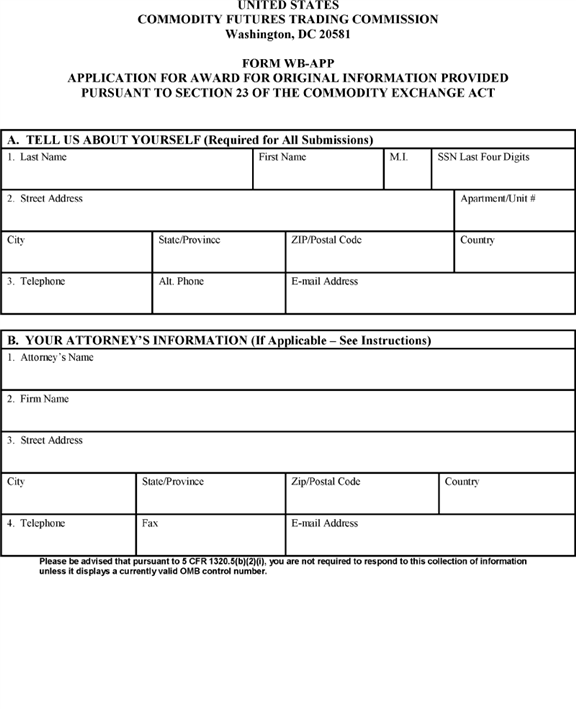 UNITED STATES
COMMODITY FUTURES TRADING COMMISSION
Washington, DC 20581
FORM WB-APP
APPLICATION FOR AWARD FOR ORIGINAL INFORMATION PROVIDED
PURSUANT TO SECTION 23 OF THE COMMODITY EXCHANGE ACT
A. TELL US ABOUT YOURSELF (Required for All Submissions)
1. Last Name First Name M.I. SSN Last Four Digits
2. Street Address Apartment/Unit #
City State/Province ZIP/Postal Code Country
3. Telephone Alt. Phone E-mail Address
B. YOUR ATTORNEY'S INFORMATION (If Applicable – See Instructions)
1. Attorney's Name
2. Firm Name
3. Street Address
City State/Province Zip/Postal Code Country
4. Telephone Fax E-mail Address
Please be advised that pursuant to 5 CFR 1320.5(b)(2)(i), you are not required to respond to this collection of information
unless it displays a currently valid OMB control number.